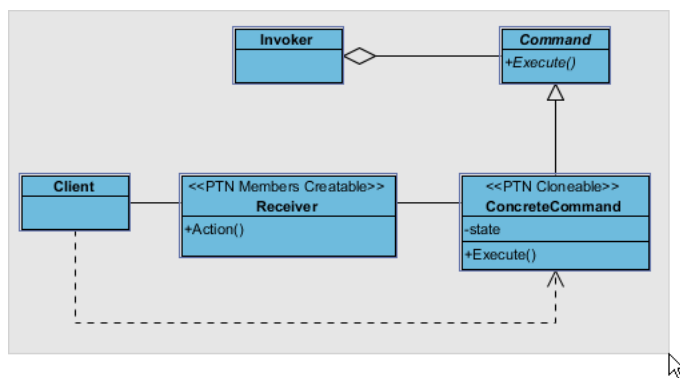 Invoker
Command
+Execute()
Client
<<PTN Members Creatable>>
Receiver
+Action()
<<PTN Cloneable>>
ConcreteCommand
-state
+Execute()